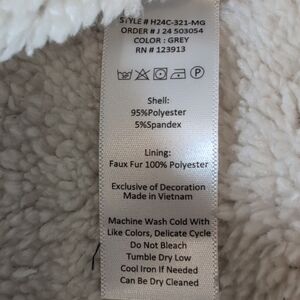 STYLE # H24C-321-MG
ORDER # J 24 503054
COLOR : GREY
RN # 123913
Shell:
95%Polyester
5%Spandex
Lining:
Faux Fur 100% Polyester
Exclusive of Decoration
Made in Vietnam
Machine Wash Cold With
Like Colors, Delicate Cycle
Do Not Bleach
Tumble Dry Low
Cool Iron If Needed
Can Be Dry Cleaned